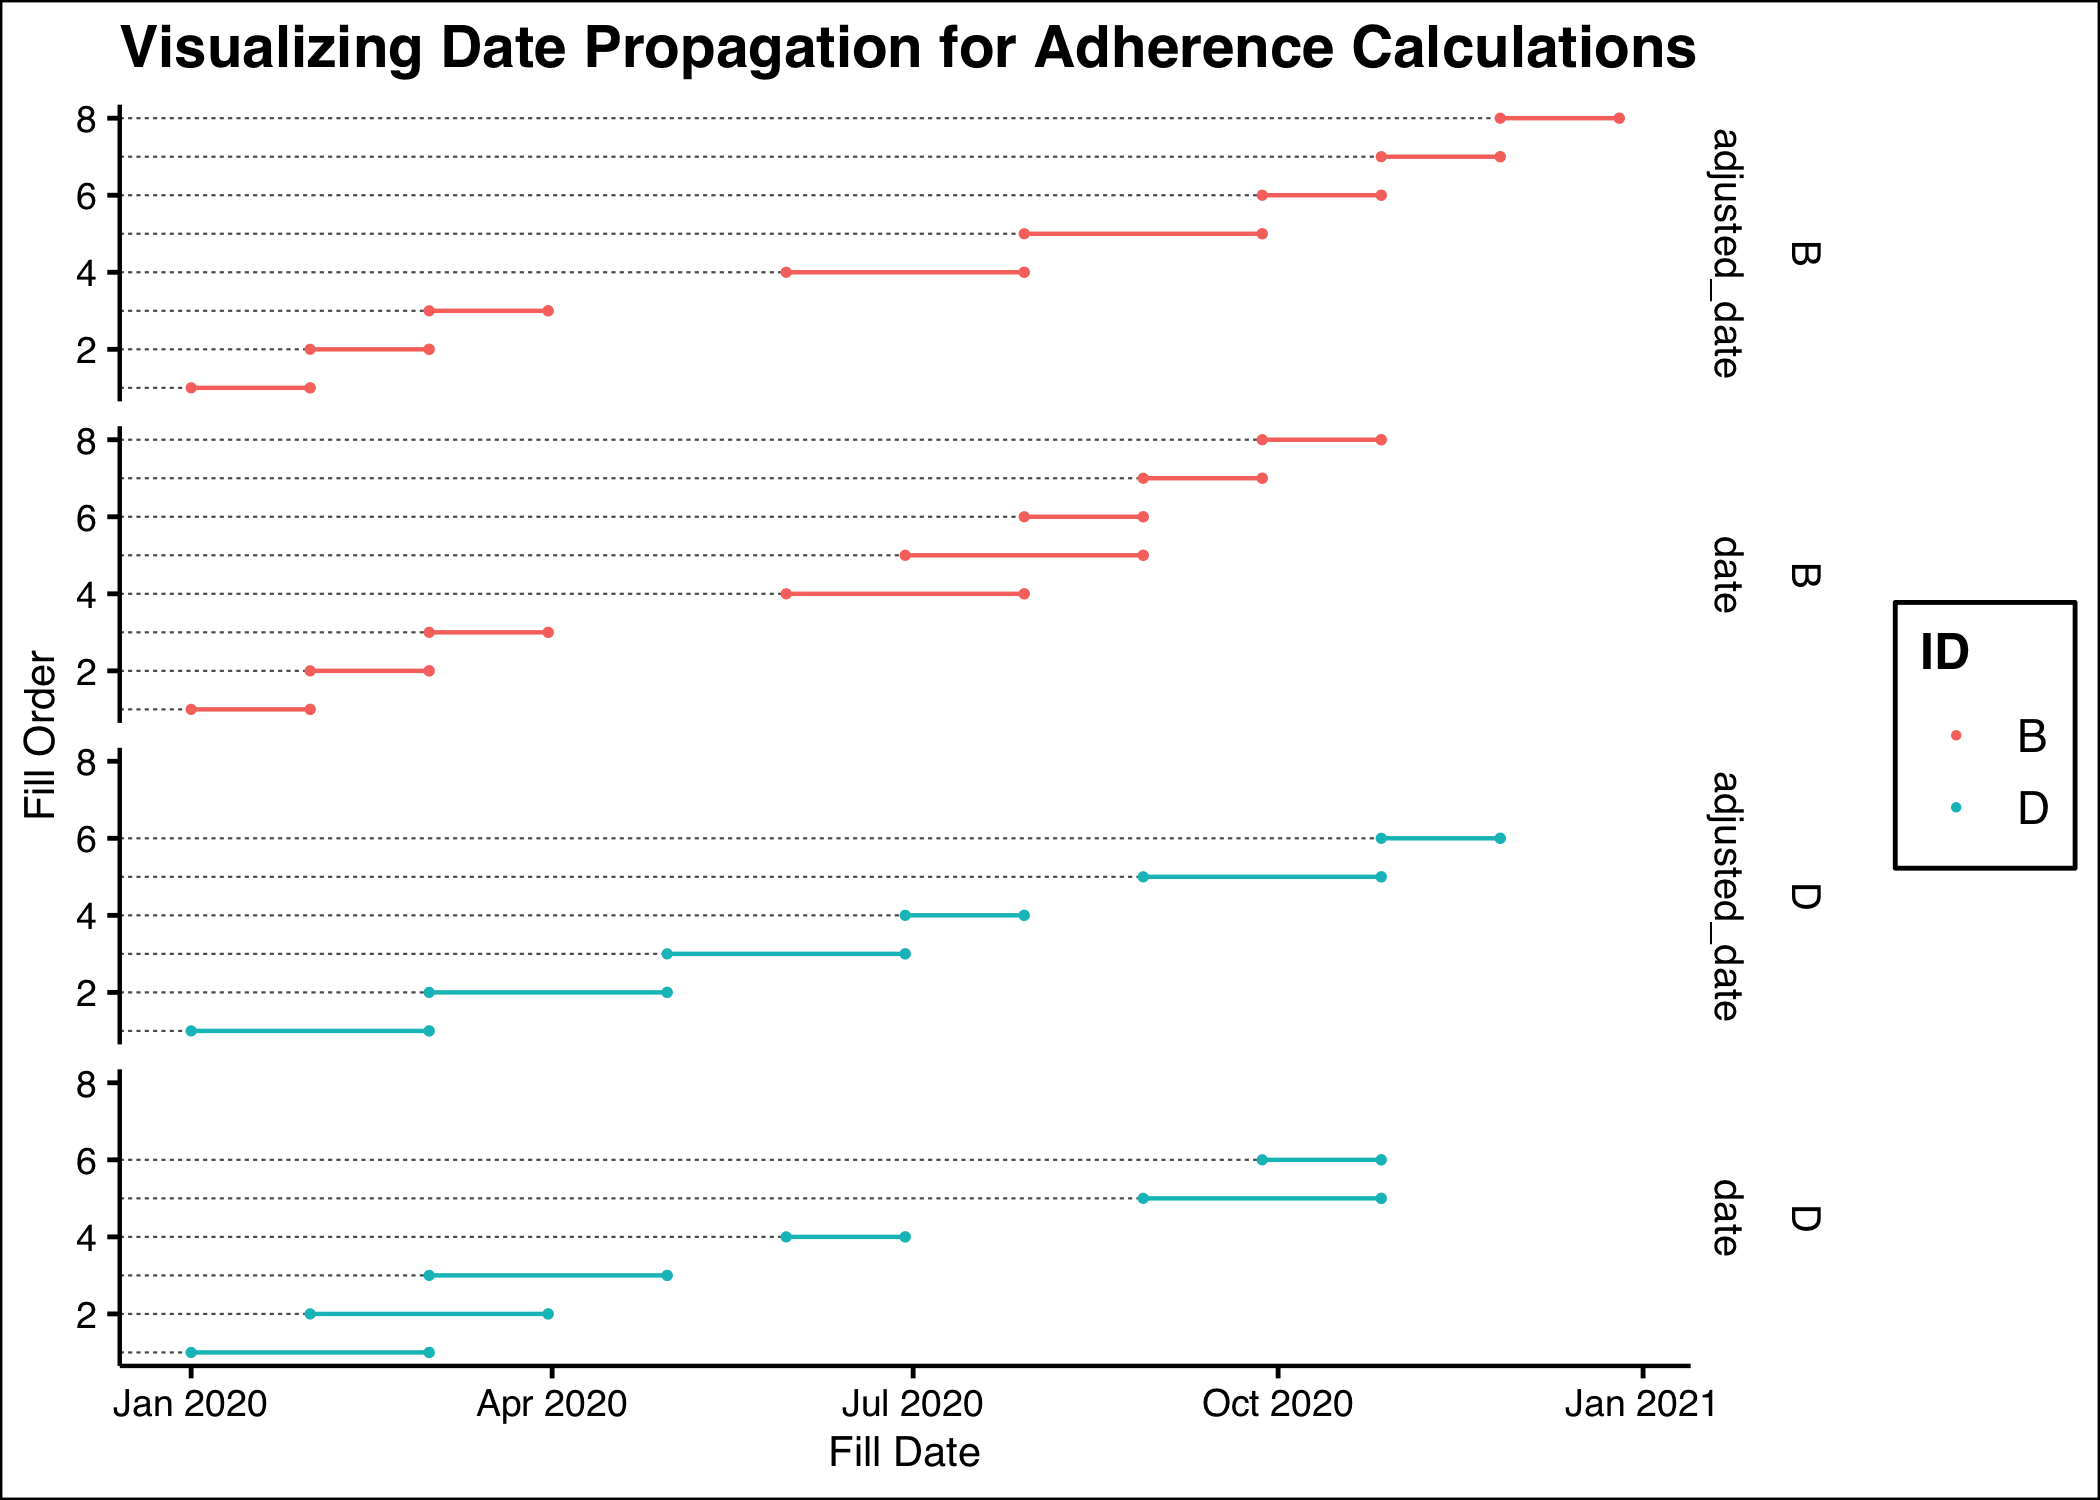 Visualizing Date Propagation for Adherence Calculations
8
6
4
2
adjusted_date
B
8
6
4
2
date
B
8
6
4
2
adjusted_date
D
8
6
4
2
date
D
Fill Order
Jan 2020
Apr 2020
Jul 2020
Oct 2020
Jan 2021
Fill Date
ID
B
D